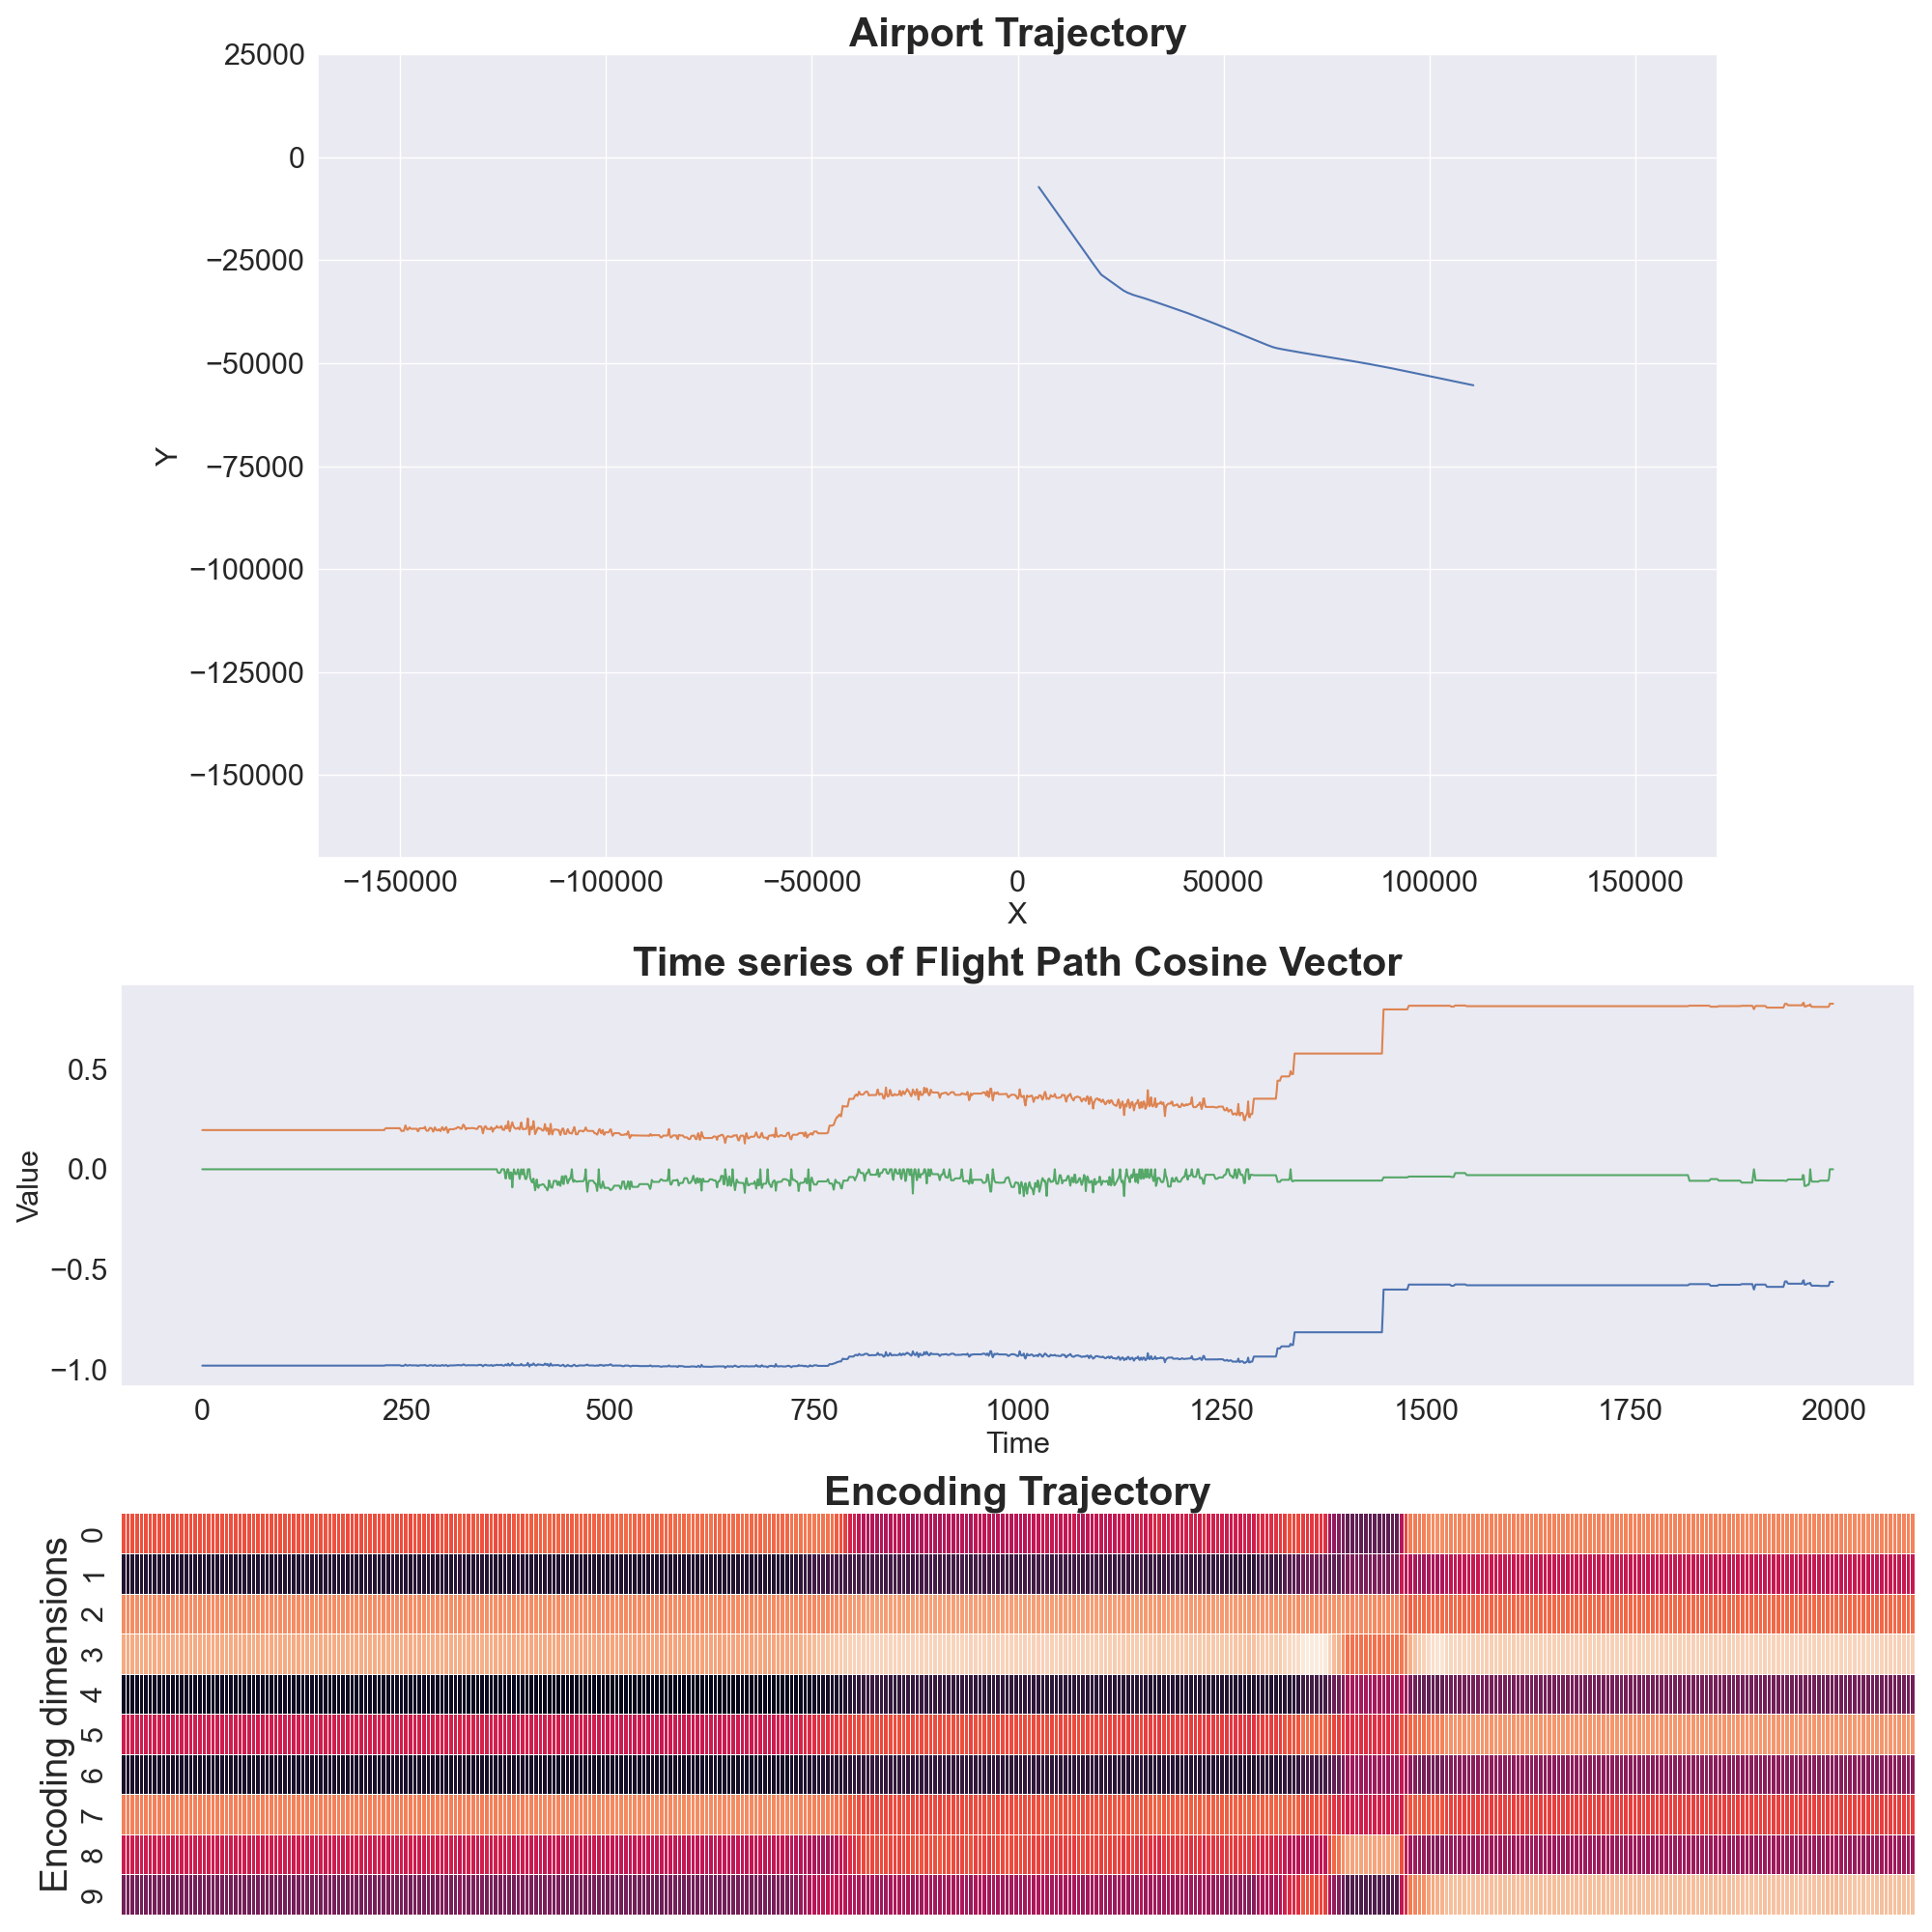 Airport Trajectory
25000
0
−25000
−50000
−75000
−100000
−125000
−150000
Y
−150000 −100000 −50000 0 50000 100000 150000
X
Time series of Flight Path Cosine Vector
0.5
0.0
−0.5
−1.0
Value
0 250 500 750 1000 1250 1500 1750 2000
Time
Encoding Trajectory
Encoding dimensions
0
1
2
3
4
5
6
7
8
9